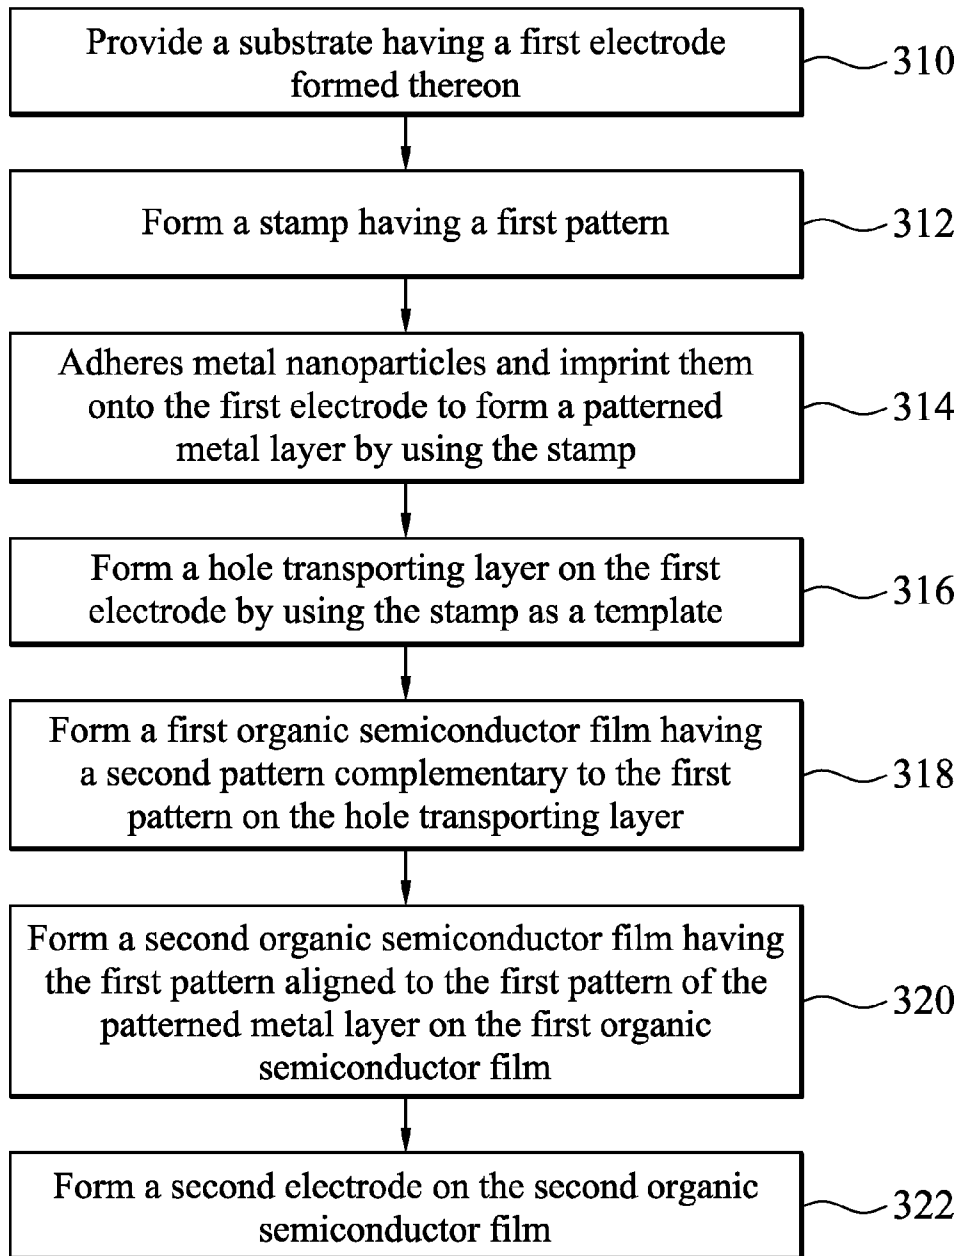 Provide a substrate having a first electrode
formed thereon
310
Form a stamp having a first pattern
312
Adheres metal nanoparticles and imprint them
onto the first electrode to form a patterned
metal layer by using the stamp
314
Form a hole transporting layer on the first
electrode by using the stamp as a template
316
Form a first organic semiconductor film having
a second pattern complementary to the first
pattern on the hole transporting layer
318
Form a second organic semiconductor film having
the first pattern aligned to the first pattern of the
patterned metal layer on the first organic
semiconductor film
320
Form a second electrode on the second organic
semiconductor film
322